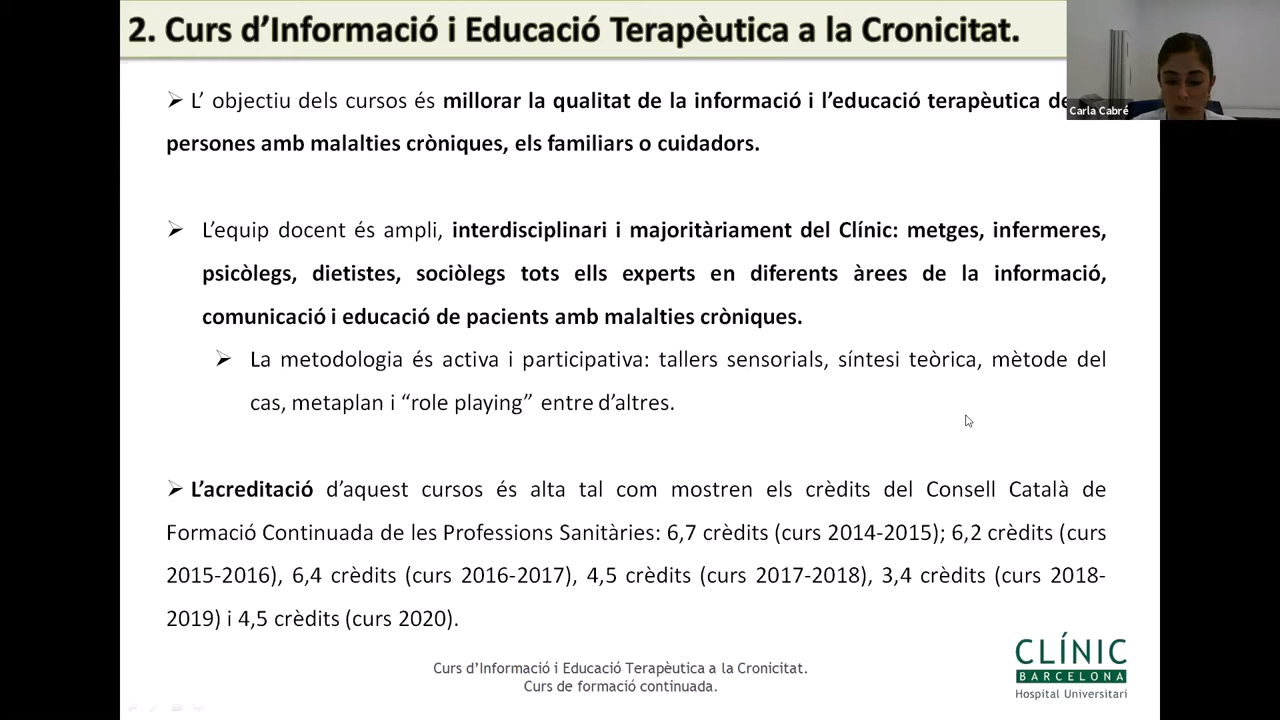 2. Curs d’Informació i Educació Terapèutica a la Cronicitat.
Carla Cabré
➢ L’ objectiu dels cursos és millorar la qualitat de la informació i l’educació terapèutica
persones amb malalties cròniques, els familiars o cuidadors.
➢ L’equip docent és ampli, interdisciplinari i majoritàriament del Clínic: metges, infermeres,
psicòlegs, dietistes, sociòlegs tots ells experts en diferents àrees de la informació,
comunicació i educació de pacients amb malalties cròniques.
➢ La metodologia és activa i participativa: tallers sensorials, síntesi teòrica, mètode del
cas, metaplan i “role playing” entre d’altres.
➢ L’acreditació d’aquest cursos és alta tal com mostren els crèdits del Consell Català de
Formació Continuada de les Professions Sanitàries: 6,7 crèdits (curs 2014-2015); 6,2 crèdits (curs
2015-2016), 6,4 crèdits (curs 2016-2017), 4,5 crèdits (curs 2017-2018), 3,4 crèdits (curs 2018-
2019) i 4,5 crèdits (curs 2020).
Curs d’Informació i Educació Terapèutica a la Cronicitat.
Curs de formació continuada.
CLÍNIC
BARCELONA
Hospital Universitari